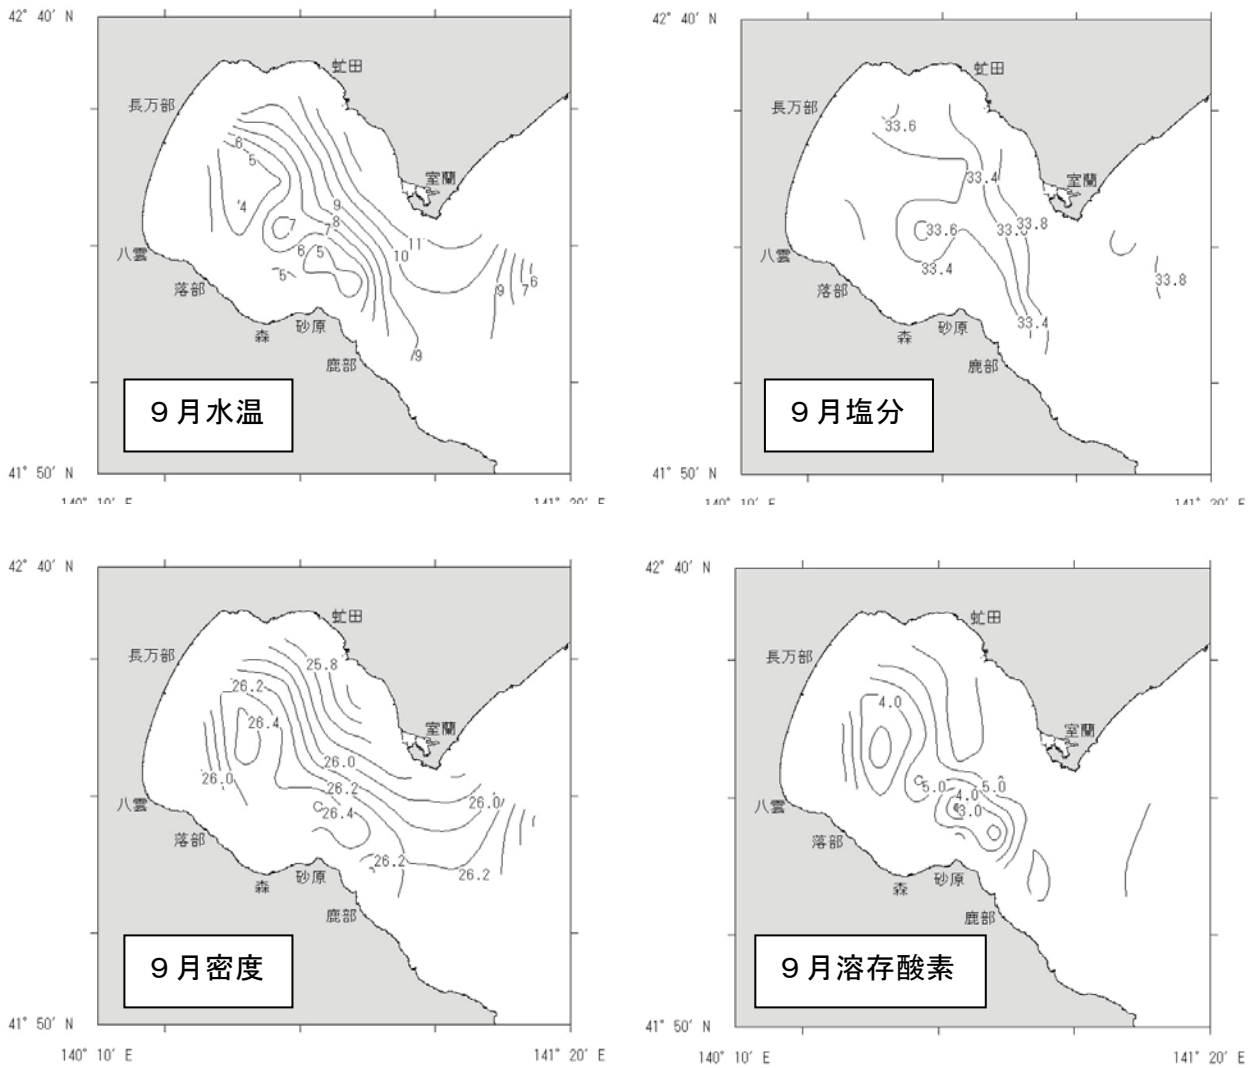 42° 40′ N
虻田
長万部
6
5
4
室蘭
9
8
7
7
11
10
6
5
5
八雲
落部
9
7
6
森
砂原
鹿部
9
９月水温
41° 50′ N
42° 40′ N
虻田
長万部
33.6
33.4
室蘭
33.8
33.6
33.4
八雲
落部
33.8
33.4
森
砂原
鹿部
９月塩分
41° 50′ N
42° 40′ N
虻田
長万部
25.8
26.2
26.4
室蘭
26.0
26.0
26.2
26.0
26.4
八雲
落部
26.2
26.2
森
砂原
鹿部
９月密度
41° 50′ N
140° 10′ E
141° 20′ E
42° 40′ N
虻田
長万部
4.0
室蘭
5.0
5.0
4.0
3.0
八雲
落部
森
砂原
鹿部
９月溶存酸素
41° 50′ N
140° 10′ E
141° 20′ E